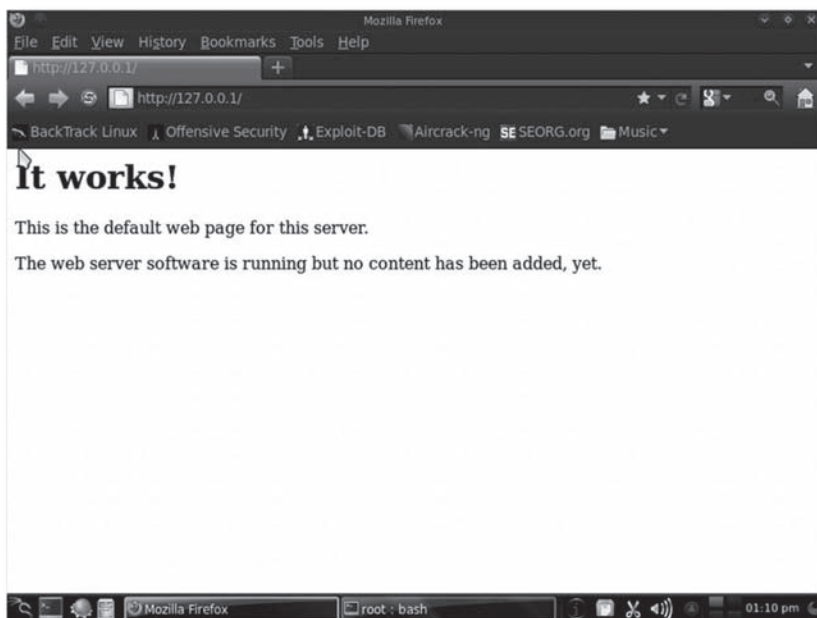 Mozilla Firefox
File Edit View History Bookmarks Tools Help
http://127.0.0.1/
http://127.0.0.1/
BackTrack Linux Offensive Security Exploit-DB Aircrack-ng SE SEORG.org Music
It works!
This is the default web page for this server.
The web server software is running but no content has been added, yet.
Mozilla Firefox root : bash 01:10 pm